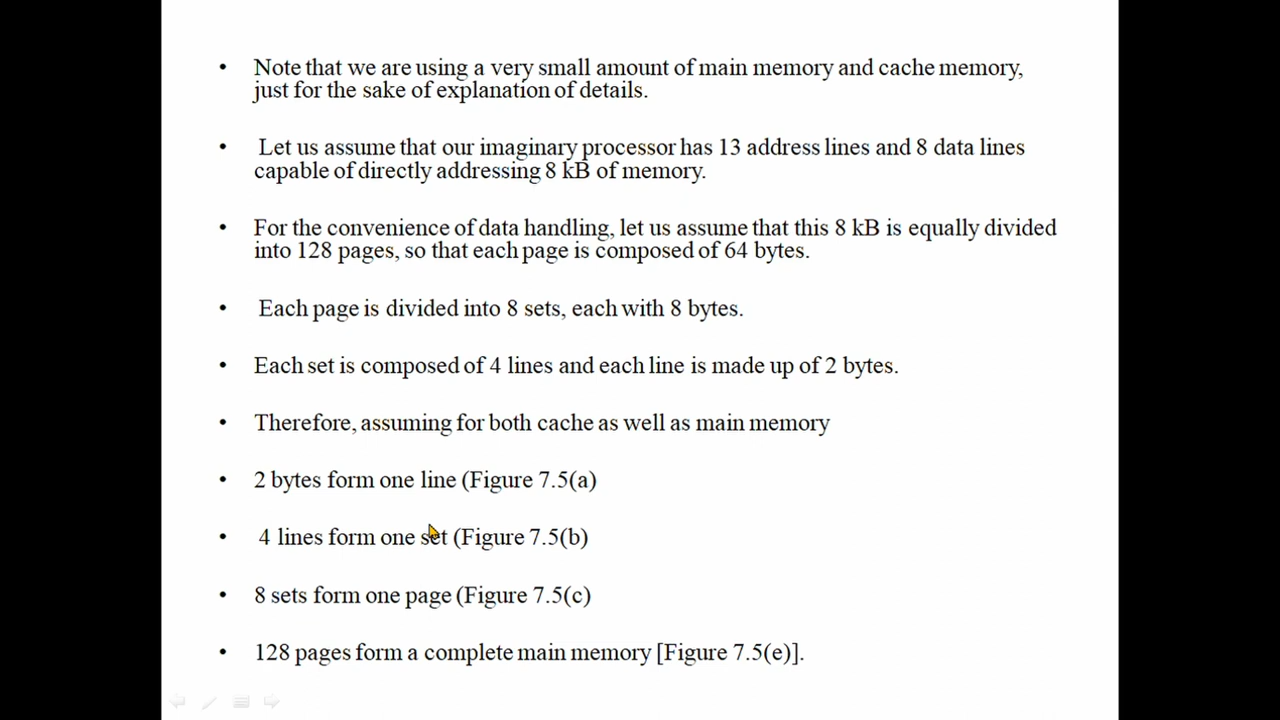 • Note that we are using a very small amount of main memory and cache memory,
just for the sake of explanation of details.
• Let us assume that our imaginary processor has 13 address lines and 8 data lines
capable of directly addressing 8 kB of memory.
• For the convenience of data handling, let us assume that this 8 kB is equally divided
into 128 pages, so that each page is composed of 64 bytes.
• Each page is divided into 8 sets, each with 8 bytes.
• Each set is composed of 4 lines and each line is made up of 2 bytes.
• Therefore, assuming for both cache as well as main memory
• 2 bytes form one line (Figure 7.5(a)
• 4 lines form one set (Figure 7.5(b)
• 8 sets form one page (Figure 7.5(c)
• 128 pages form a complete main memory [Figure 7.5(e)].